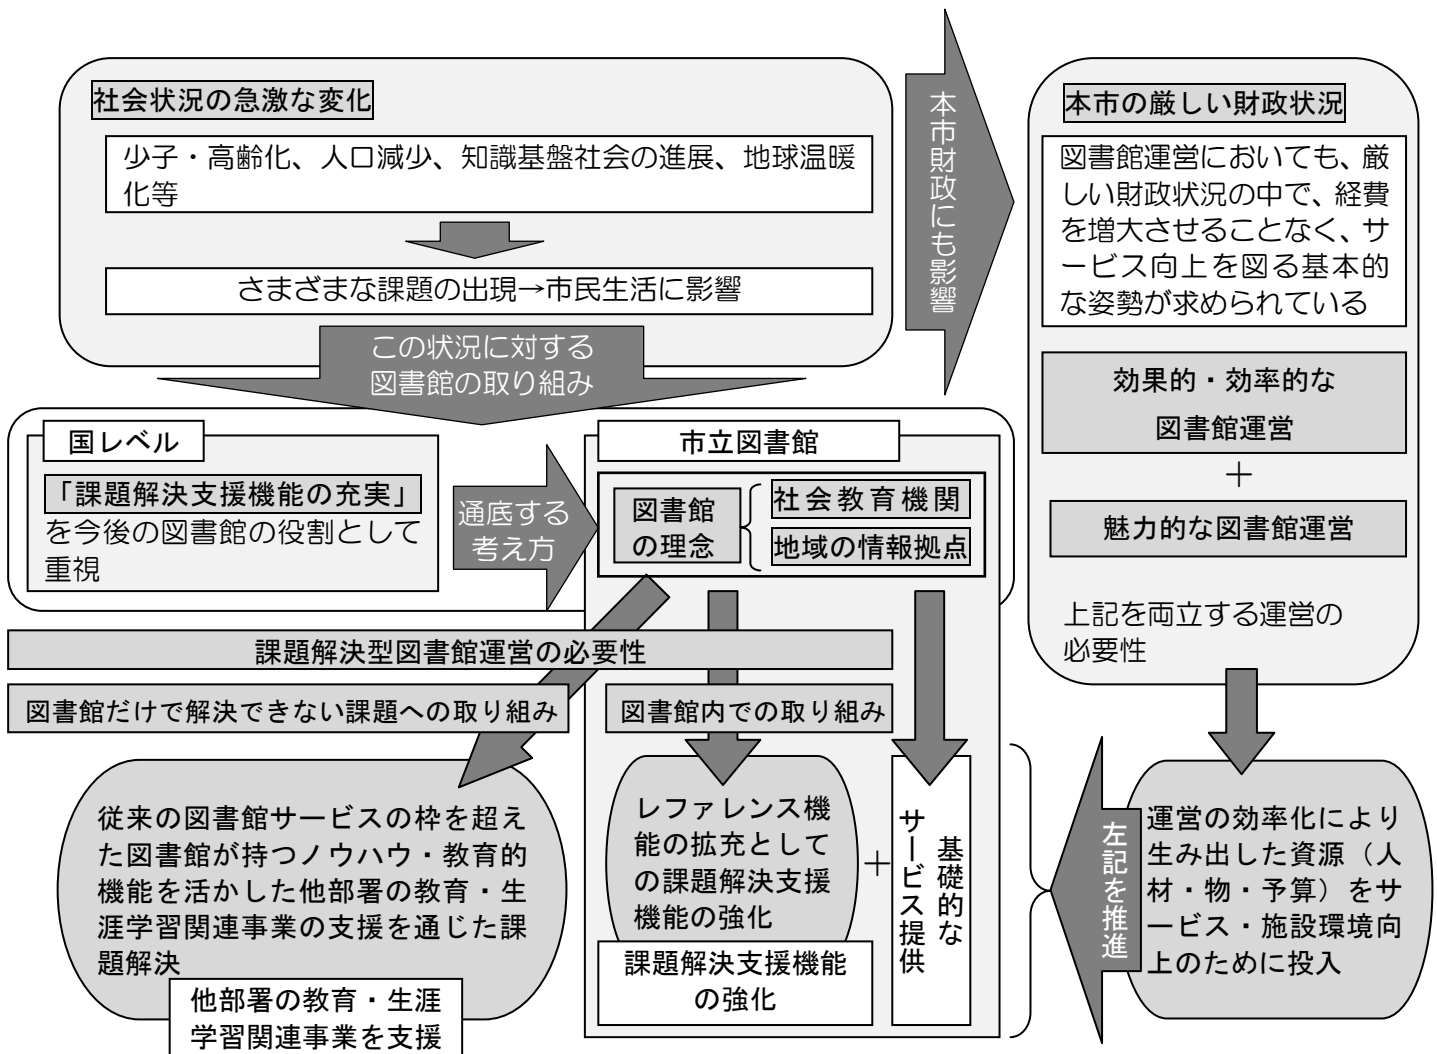 社会状況の急激な変化
少子・高齢化、人口減少、知識基盤社会の進展、地球温暖
化等
さまざまな課題の出現→市民生活に影響
本市財政にも影響
本市の厳しい財政状況
図書館運営においても、厳
しい財政状況の中で、経費
を増大させることなく、サ
ービス向上を図る基本的
な姿勢が求められている
効果的・効率的な
図書館運営
＋
魅力的な図書館運営
上記を両立する運営の
必要性
この状況に対する
図書館の取り組み
国レベル
「課題解決支援機能の充実」
を今後の図書館の役割として
重視
通底する
考え方
市立図書館
図書館
の理念
社会教育機関
地域の情報拠点
課題解決型図書館運営の必要性
図書館だけで解決できない課題への取り組み
図書館内での取り組み
従来の図書館サービスの枠を超え
た図書館が持つノウハウ・教育的
機能を活かした他部署の教育・生
涯学習関連事業の支援を通じた課
題解決
他部署の教育・生涯
学習関連事業を支援
レファレンス機
能の拡充として
の課題解決支援
機能の強化
課題解決支援機能
の強化
＋
基礎的な
サービス提供
左記を推進
運営の効率化により
生み出した資源（人
材・物・予算）をサ
ービス・施設環境向
上のために投入